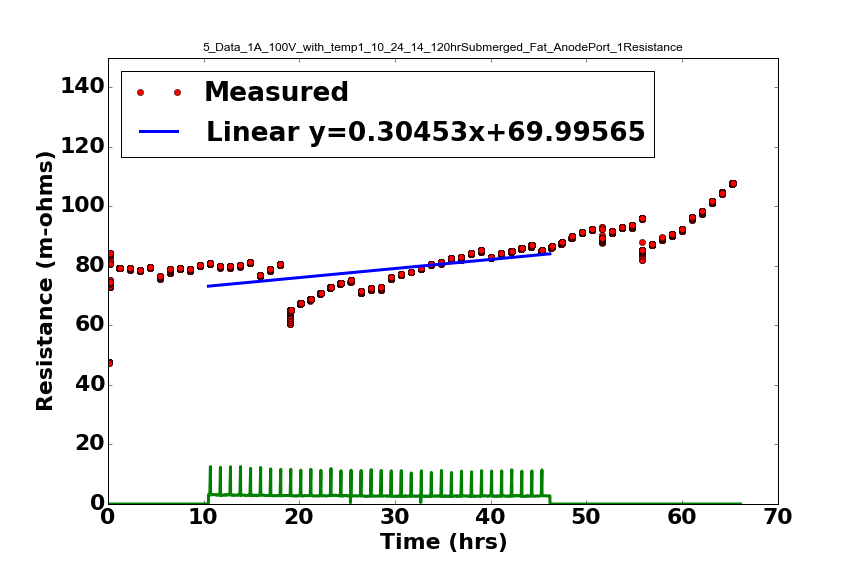 5_Data_1A_100V_with_temp1_10_24_14_120hrSubmerged_Fat_AnodePort_1Resistance
Measured
Linear y=0.30453x+69.99565
Resistance (m-ohms)
140
120
100
80
60
40
20
0
0 10 20 30 40 50 60 70
Time (hrs)